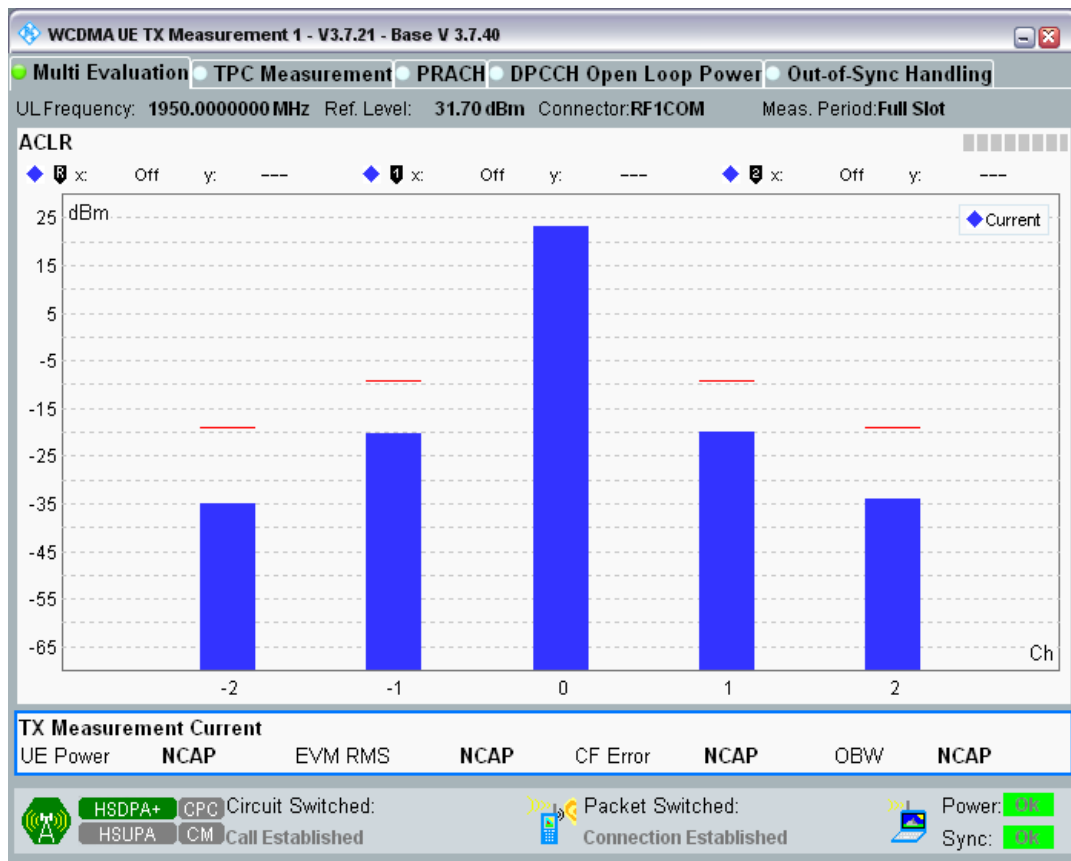 WCDMA UE TX Measurement 1 - V3.7.21 - Base V 3.7.40
Multi Evaluation TPC Measurement PRACH DPCCH Open Loop Power Out-of-Sync Handling
UL Frequency: 1950.0000000 MHz Ref. Level: 31.70 dBm Connector:RF1COM Meas. Period:Full Slot
ACLR
R x: Off y: --- 1 x: Off y: --- 2 x: Off y: ---
dBm
Current
25
15
5
-5
-15
-25
-35
-45
-55
-65
Ch
-2 -1 0 1 2
TX Measurement Current
UE Power NCAP EVM RMS NCAP CF Error NCAP OBW NCAP
HSDPA+ CPC Circuit Switched: Packet Switched: Power: OK
HSUPA CM Call Established Connection Established Sync: OK